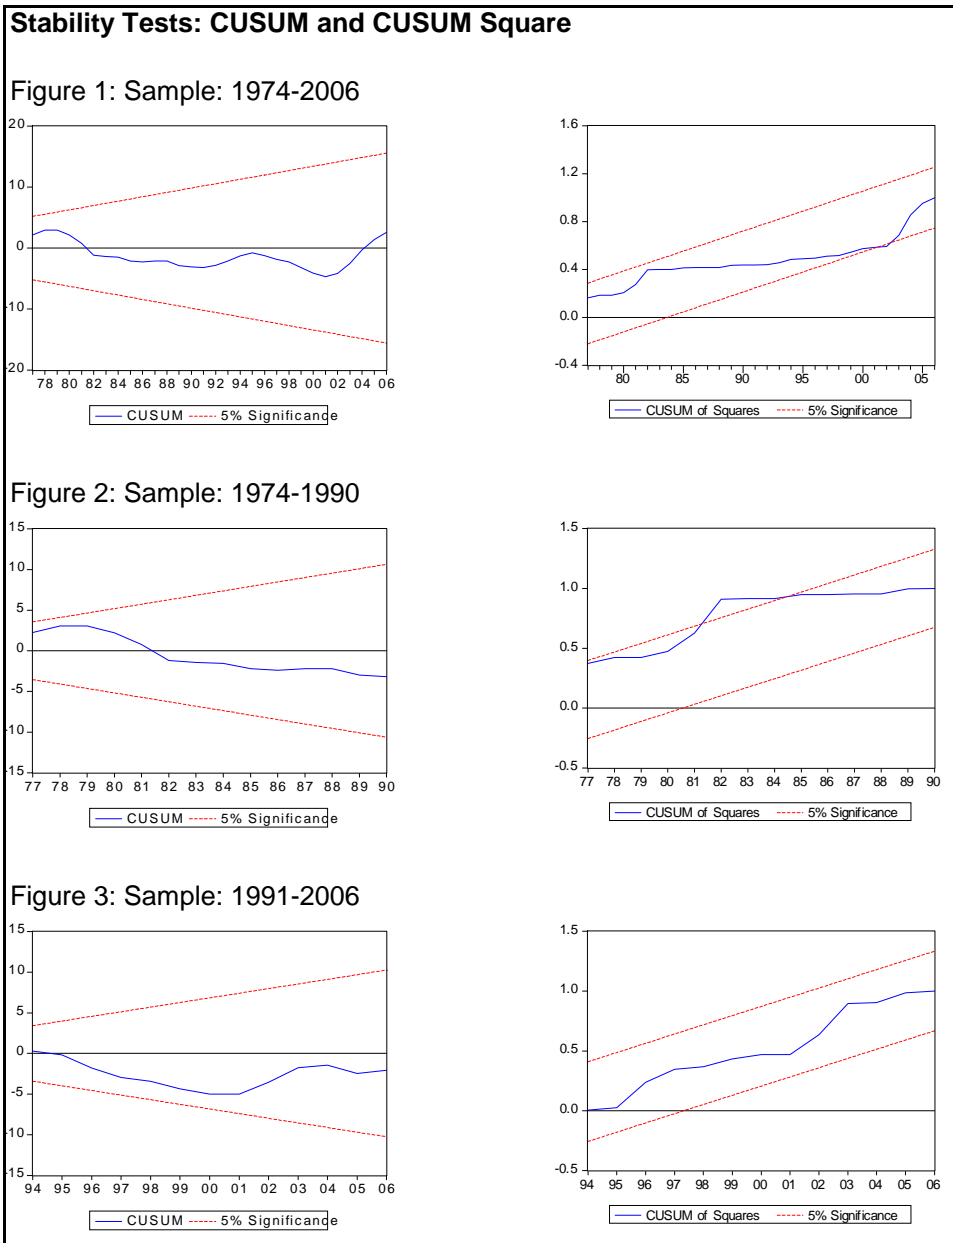 Stability Tests: CUSUM and CUSUM Square
Figure 1: Sample: 1974-2006
20
10
0
-10
-20
78 80 82 84 86 88 90 92 94 96 98 00 02 04 06
CUSUM 5% Significance
1.6
1.2
0.8
0.4
0.0
-0.4
80 85 90 95 00 05
CUSUM of Squares 5% Significance
Figure 2: Sample: 1974-1990
15
10
5
0
-5
-10
-15
77 78 79 80 81 82 83 84 85 86 87 88 89 90
CUSUM 5% Significance
1.5
1.0
0.5
0.0
-0.5
77 78 79 80 81 82 83 84 85 86 87 88 89 90
CUSUM of Squares 5% Significance
Figure 3: Sample: 1991-2006
15
10
5
0
-5
-10
-15
94 95 96 97 98 99 00 01 02 03 04 05 06
CUSUM 5% Significance
1.5
1.0
0.5
0.0
-0.5
94 95 96 97 98 99 00 01 02 03 04 05 06
CUSUM of Squares 5% Significance